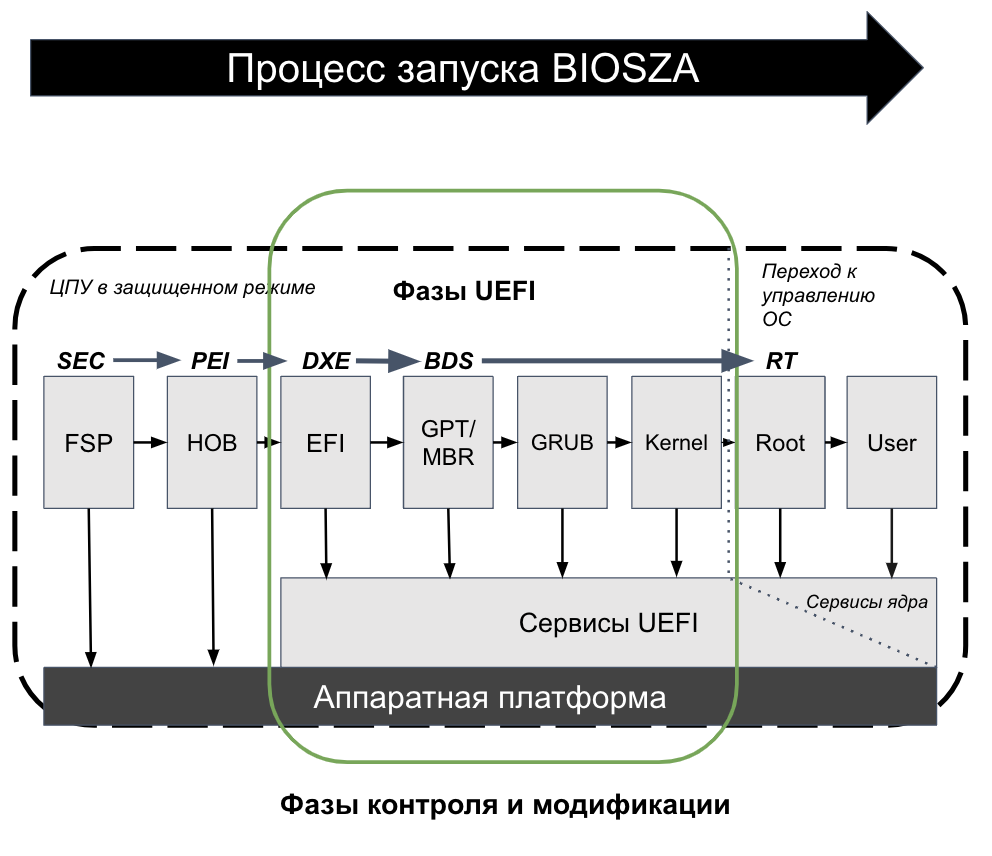 Процесс запуска BIOSZA
ЦПУ в защищенном режиме
Фазы UEFI
Переход к
управлению
ОС
SEC
PEI
DXE
BDS
RT
FSP
HOB
EFI
GPT/
MBR
GRUB
Kernel
Root
User
Сервисы UEFI
Сервисы ядра
Аппаратная платформа
Фазы контроля и модификации